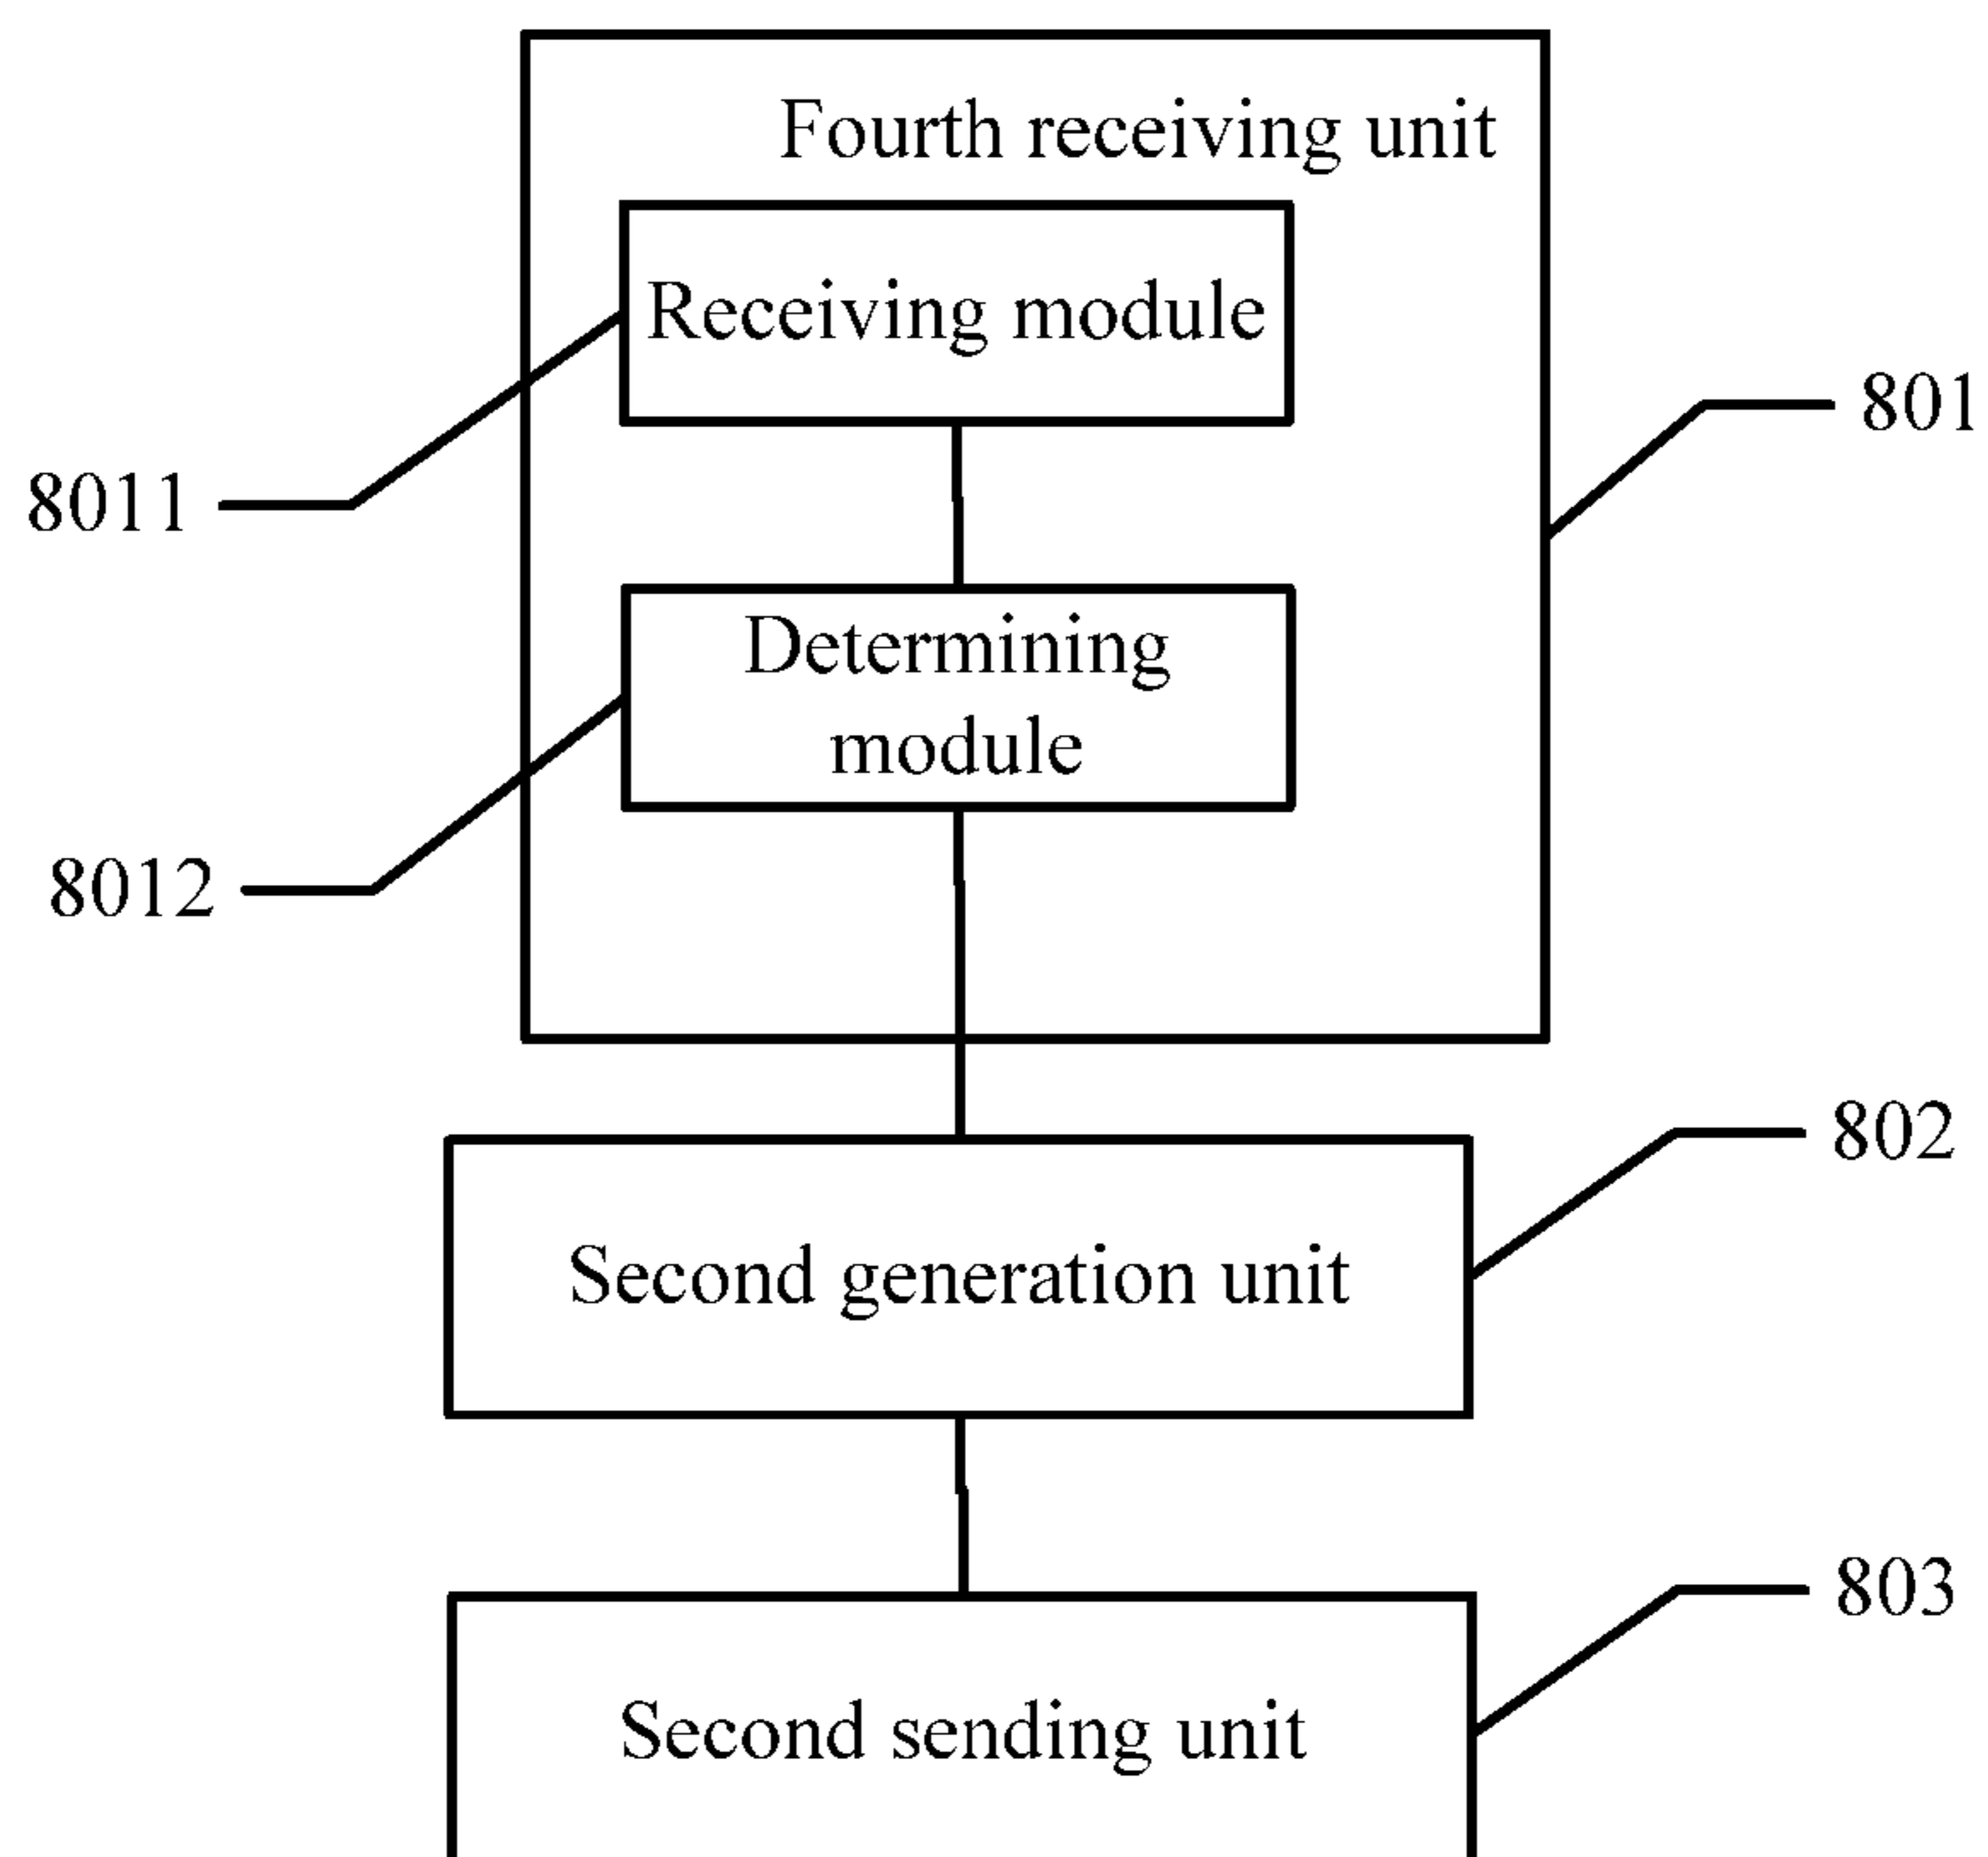 Fourth receiving unit
Receiving module
801
8011
Determining
module
8012
802
Second generation unit
803
Second sending unit